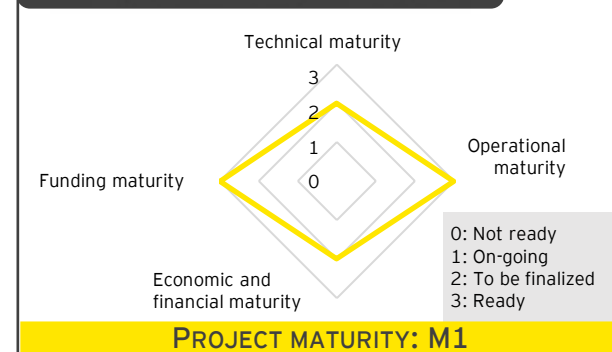 Technical maturity
3
2
1
0
Operational
maturity
Funding maturity
Economic and
financial maturity
0: Not ready
1: On-going
2: To be finalized
3: Ready
PROJECT MATURITY: M1